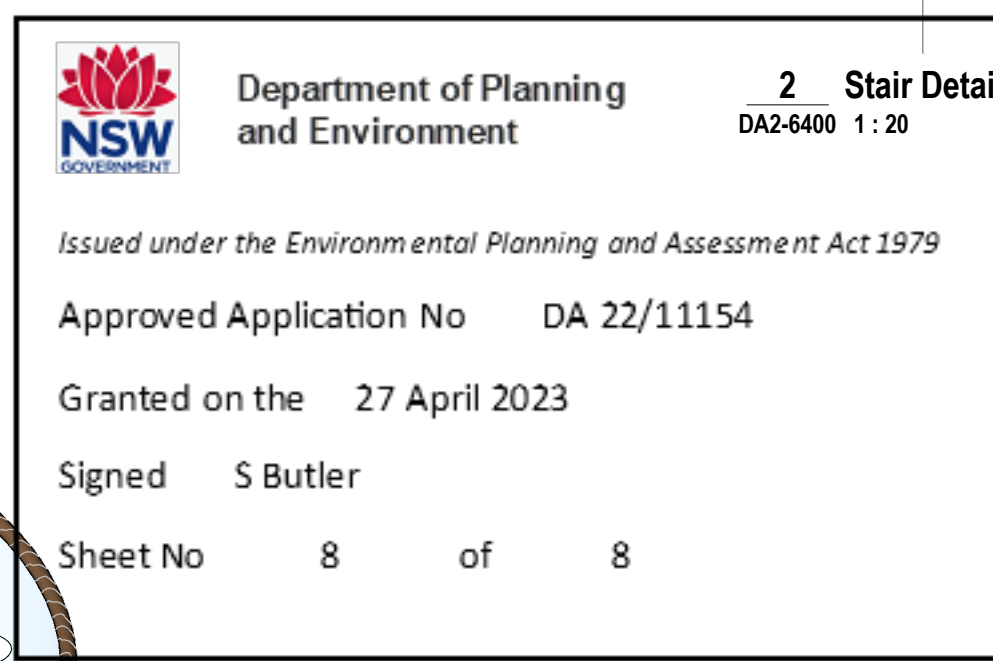 NSW
GOVERNMENT
Department of Planning
and Environment
2 Stair Detai
DA2-6400 1 : 20
Issued under the Environmental Planning and Assessment Act 1979
Approved Application No DA 22/11154
Granted on the 27 April 2023
Signed S Butler
Sheet No 8 of 8